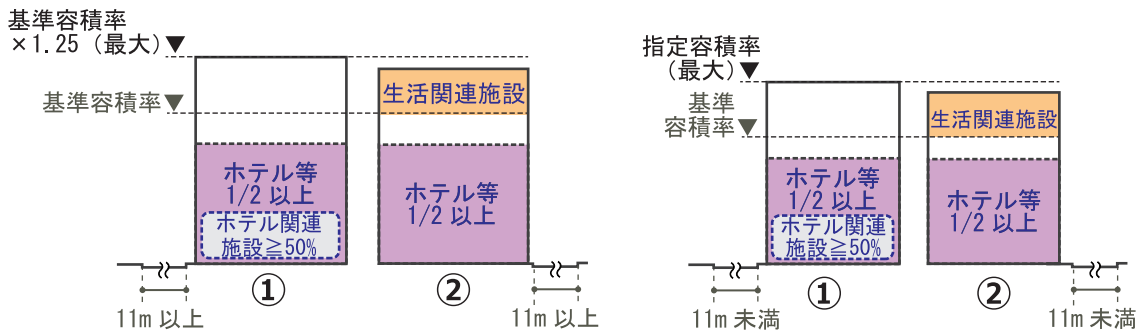 基準容積率
×1.25（最大）▼
基準容積率▼
ホテル等
1/2 以上
ホテル関連
施設≧50%
生活関連施設
ホテル等
1/2 以上
①
②
11m 以上
11m 以上
指定容積率
（最大）▼
基準
容積率▼
ホテル等
1/2 以上
ホテル関連
施設≧50%
生活関連施設
ホテル等
1/2 以上
①
②
11m 未満
11m 未満